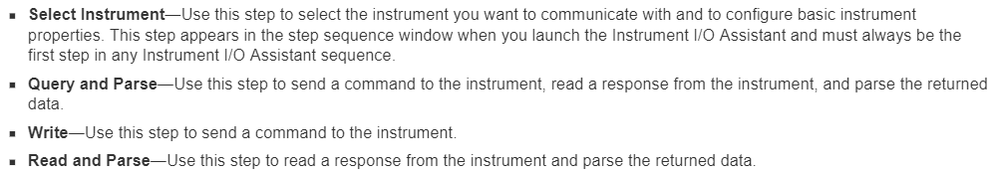 ▪ Select Instrument—Use this step to select the instrument you want to communicate with and to configure basic instrument
properties. This step appears in the step sequence window when you launch the Instrument I/O Assistant and must always be the
first step in any Instrument I/O Assistant sequence.
▪ Query and Parse—Use this step to send a command to the instrument, read a response from the instrument, and parse the returned
data.
▪ Write—Use this step to send a command to the instrument.
▪ Read and Parse—Use this step to read a response from the instrument and parse the returned data.